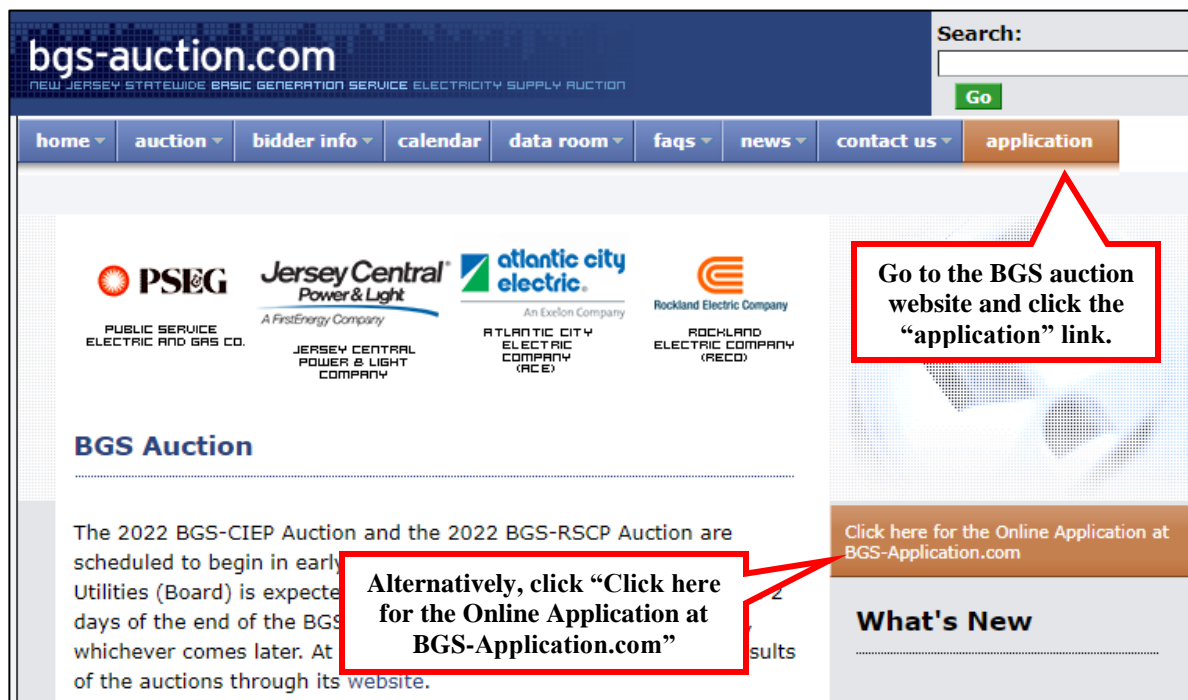 bgs-auction.com
NEW JERSEY STATEWIDE BASIC GENERATION SERVICE ELECTRICITY SUPPLY AUCTION
Search:
Go
home
auction
bidder info
calendar
data room
faqs
news
contact us
application
Go to the BGS auction
website and click the
“application” link.
PSEG
PUBLIC SERVICE
ELECTRIC AND GAS CO.
Jersey Central
Power & Light
A FirstEnergy Company
JERSEY CENTRAL
POWER & LIGHT
COMPANY
atlantic city
electric.
An Exelon Company
ATLANTIC CITY
ELECTRIC
COMPANY
(ACE)
Rockland Electric Company
ROCKLAND
ELECTRIC COMPANY
(RECO)
BGS Auction
The 2022 BGS-CIEP Auction and the 2022 BGS-RSCP Auction are
scheduled to begin in early
Utilities (Board) is expecte 2
days of the end of the BGS
whichever comes later. At sults
of the auctions through its website.
Alternatively, click “Click here
for the Online Application at
BGS-Application.com”
Click here for the Online Application at
BGS-Application.com
What's New